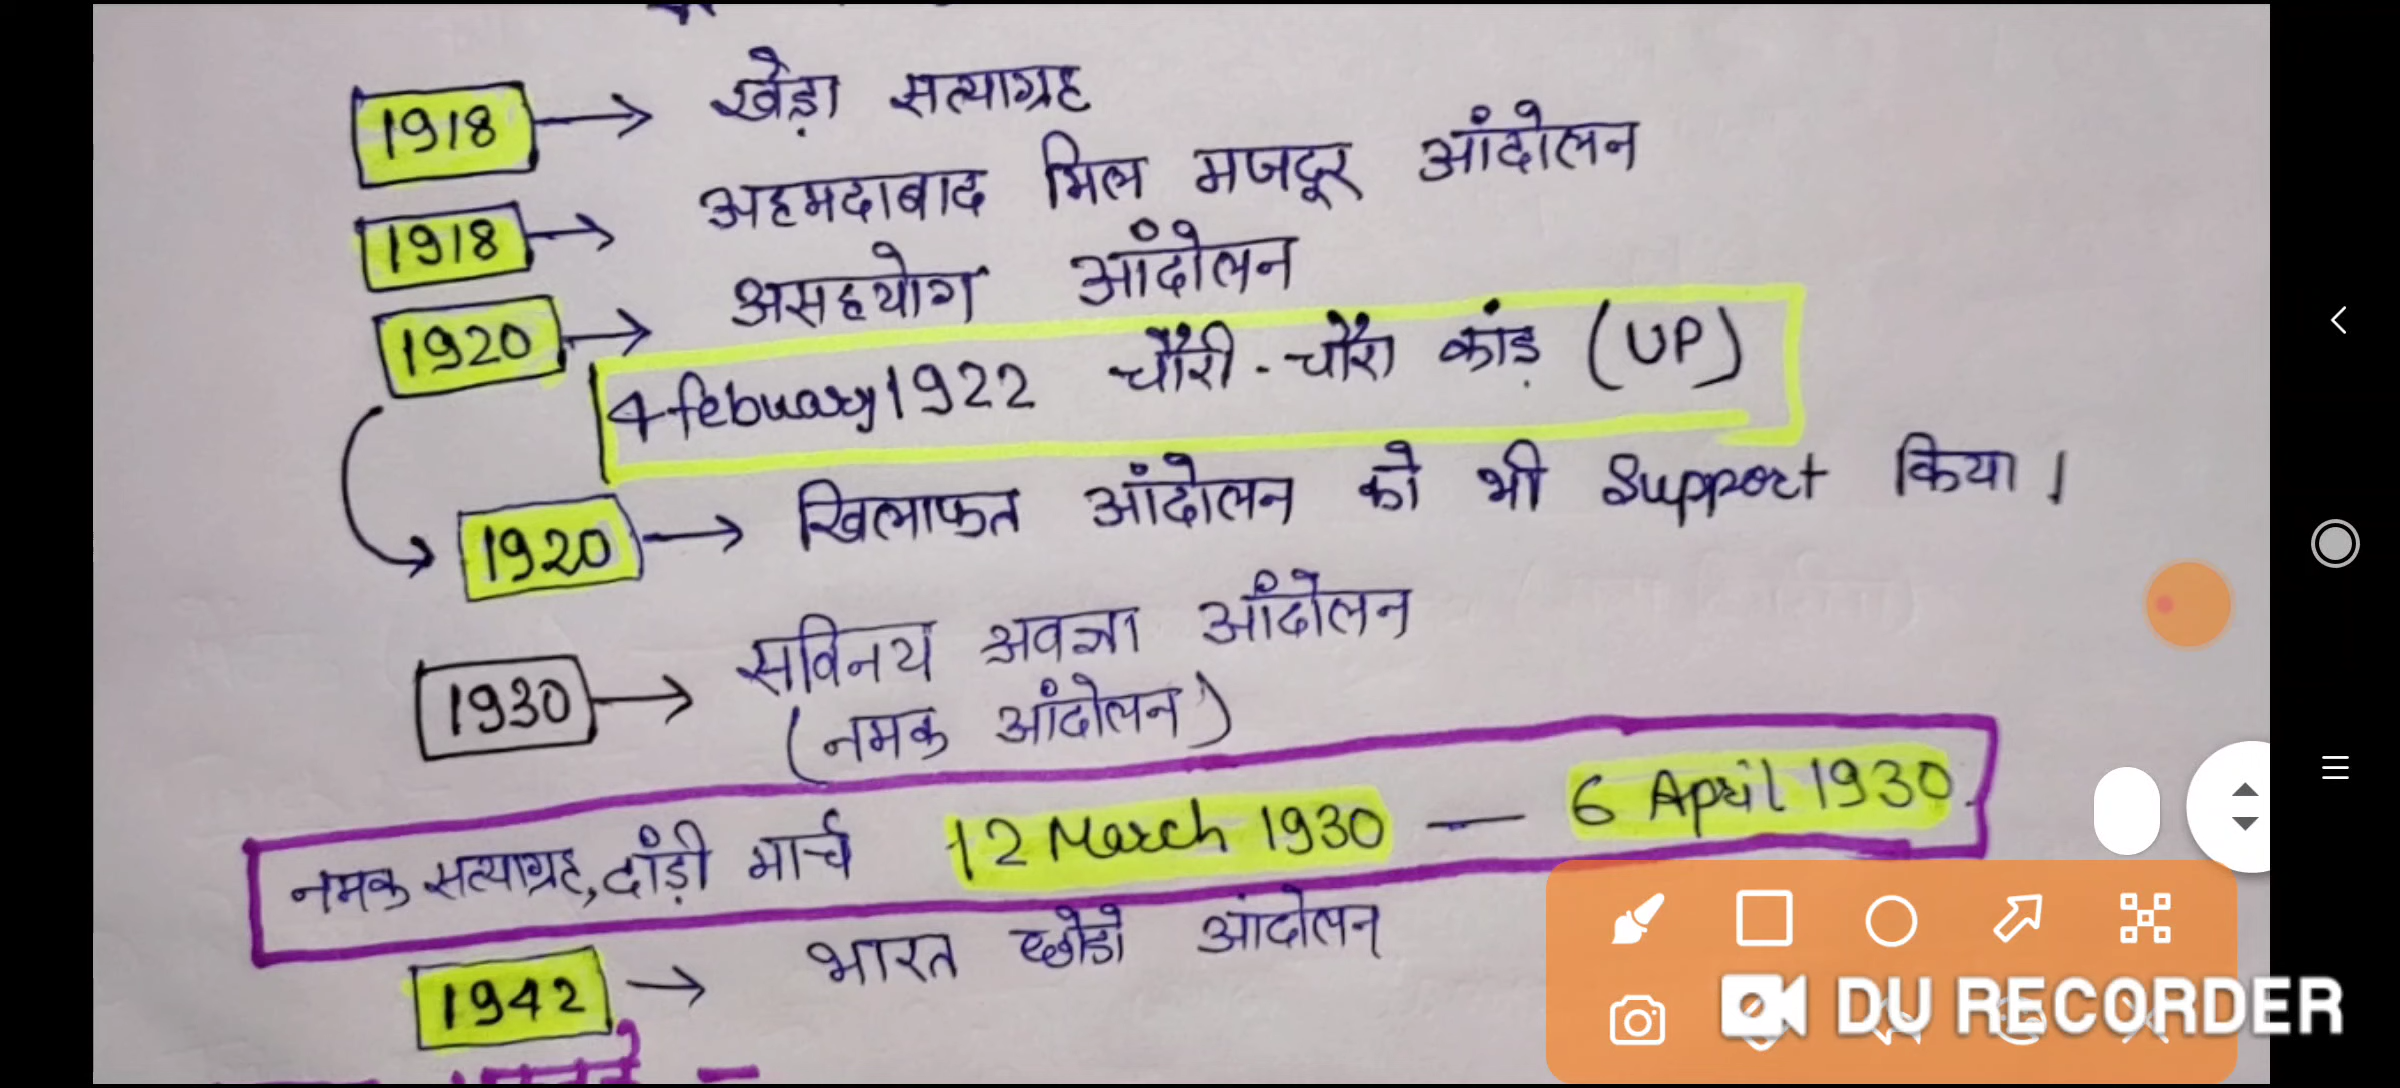 1918 → खेड़ा सत्याग्रह
1918 → अहमदाबाद मिल मजदूर आंदोलन
1920 → असहयोग आंदोलन
4 febuary 1922 चौरी-चौरा कांड (UP)
1920 → खिलाफत आंदोलन को भी Support किया।
1930 → सविनय अवज्ञा आंदोलन
(नमक आंदोलन)
नमक सत्याग्रह, दांड़ी मार्च 12 March 1930 — 6 April 1930
1942 → भारत छोडो आंदोलन
DU RECORDER